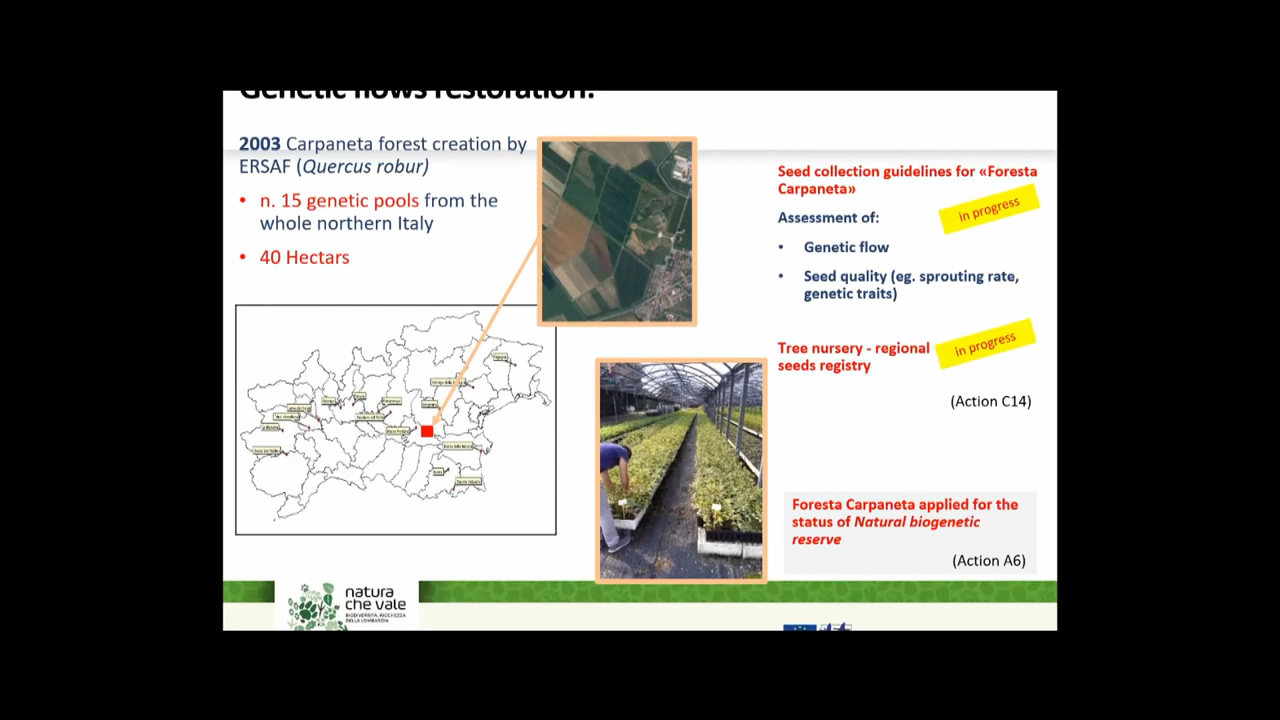 Genetic flows restoration:
2003 Carpaneta forest creation by
ERSAF (Quercus robur)
• n. 15 genetic pools from the
whole northern Italy
• 40 Hectars
Seed collection guidelines for «Foresta
Carpaneta»
in progress
Assessment of:
• Genetic flow
• Seed quality (eg. sprouting rate,
genetic traits)
Tree nursery - regional
seeds registry
in progress
(Action C14)
Foresta Carpaneta applied for the
status of Natural biogenetic
reserve
(Action A6)
natura
che vale
BIODIVERSITÀ, RICCHEZZA
DELLA LOMBARDIA